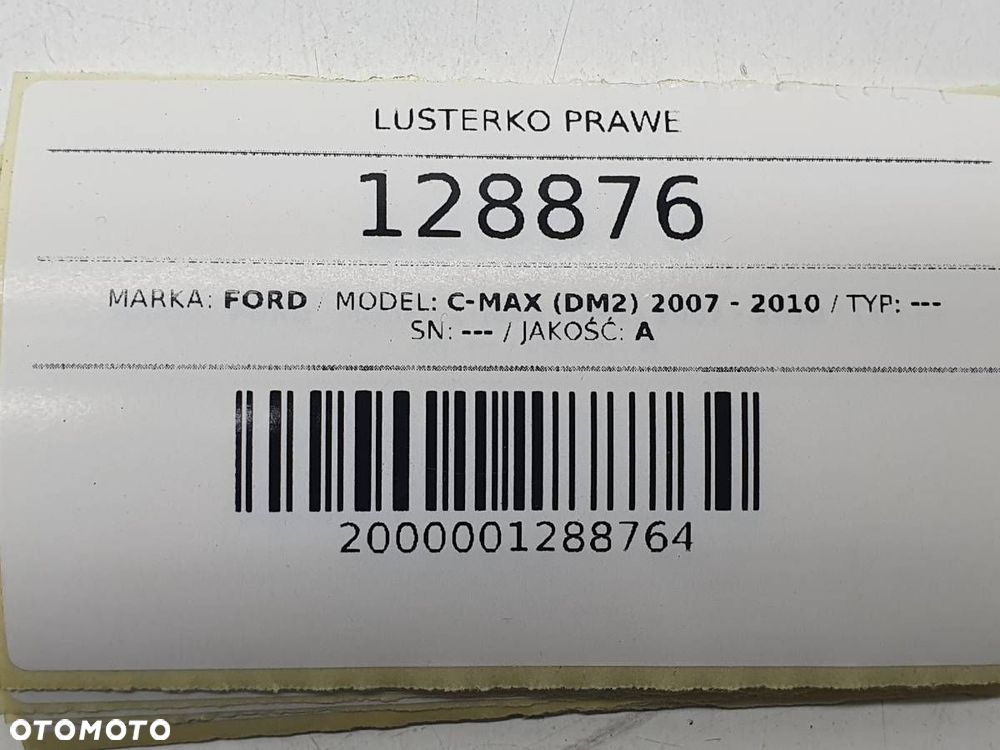 LUSTERKO PRAWE
128876
MARKA: FORD / MODEL: C-MAX (DM2) 2007 - 2010 / TYP: ---
SN: --- / JAKOŚĆ: A
2000001288764
OTOMOTO